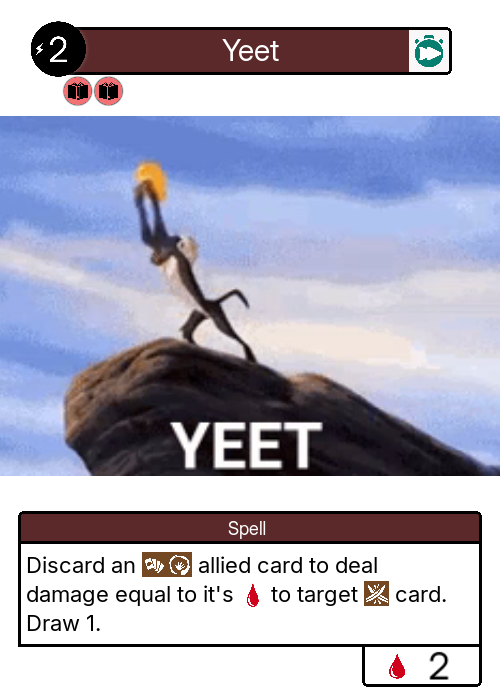 2
Yeet
YEET
Spell
Discard an allied card to deal
damage equal to it's to target card.
Draw 1.
2